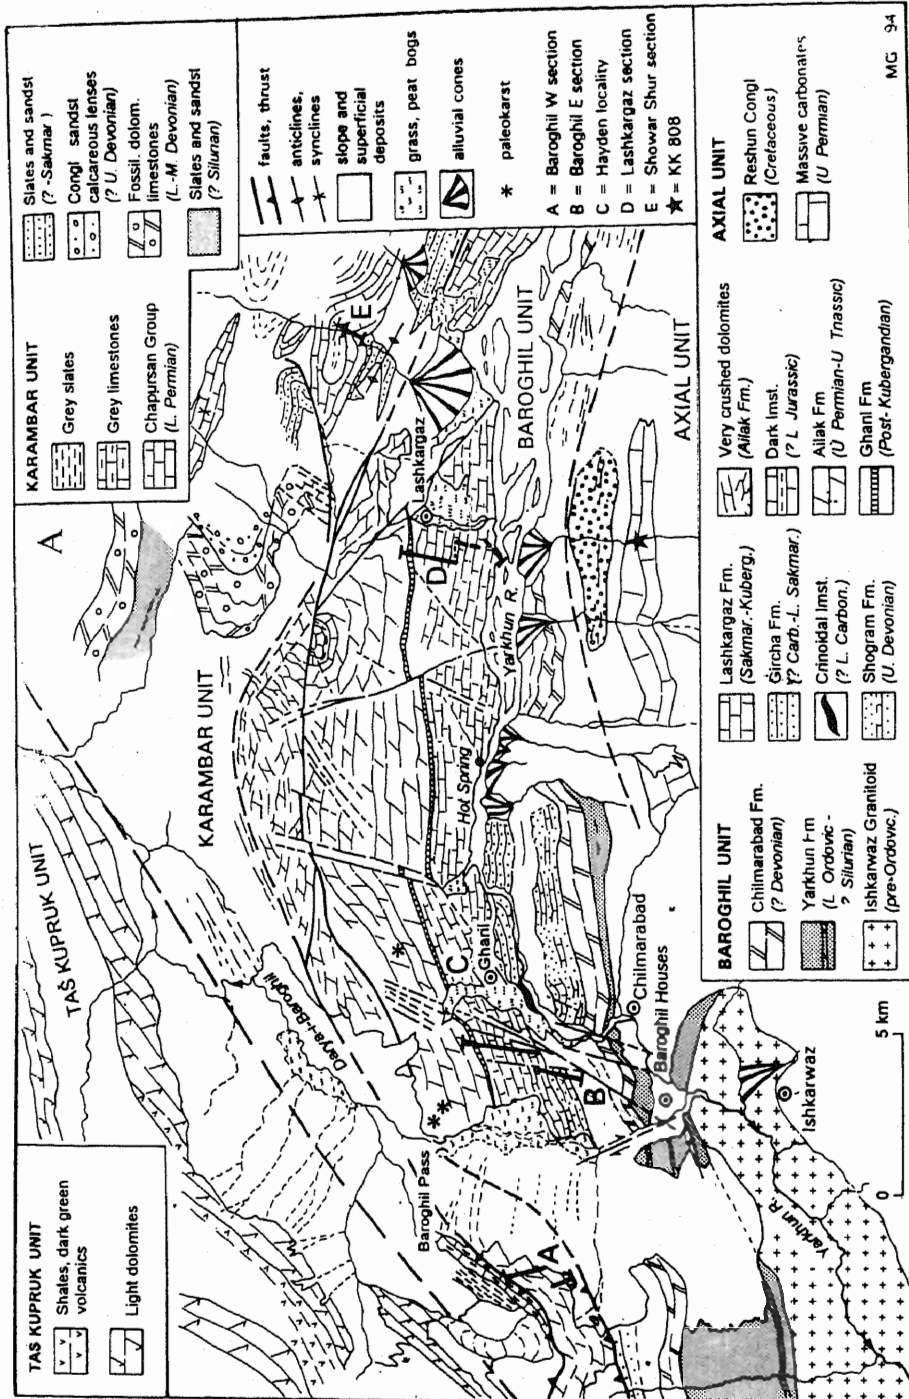 TAŠ KUPRUK UNIT
Shales, dark green
volcanics
Light dolomites
KARAMBAR UNIT
Grey slates
Grey limestones
Chapursan Group
(L. Permian)
Slates and sandst
(? -Sakmar )
Congl sandst
calcareous lenses
(? U. Devonian)
Fossil. dolom.
limestones
(L.-M. Devonian)
Slates and sandst
(? Silurian)
faults, thrust
anticlines,
synclines
slope and
superficial
deposits
grass, peat bogs
alluvial cones
* paleokarst
A = Baroghil W section
B = Baroghil E section
C = Hayden locality
D = Lashkargaz section
E = (Showar Shur section
★ = KK 808
TAŠ KUPRUK UNIT
A
KARAMBAR UNIT
Darya-i-Baroghil
Baroghil Pass
A
B
C
D
E
Ghani
Hot Spring
Yarkhun R.
Lashkargaz
BAROGHIL UNIT
AXIAL UNIT
Chilmarabad
Baroghil Houses
Ishkarwaz
Yarkhun R.
0 5 km
BAROGHIL UNIT
Chilmarabad Fm.
(? Devonian)
Yarkhun Fm
(L. Ordovic -
? Silurian)
Ishkarwaz Granitoid
(pre-Ordovic.)
Lashkargaz Fm.
(Sakmar.-Kuberg.)
Gircha Fm.
(? Carb.-L. Sakmar.)
Crinoidal lmst.
(? L. Carbon.)
Shogram Fm.
(U. Devonian)
Very crushed dolomites
(Ailak Fm.)
Dark lmst.
(? L. Jurassic)
Ailak Fm
(U Permian-U Triassic)
Ghani Fm
(Post-Kubergandian)
AXIAL UNIT
Reshun Congl
(Cretaceous)
Massive carbonates
(U Permian)
MG 94